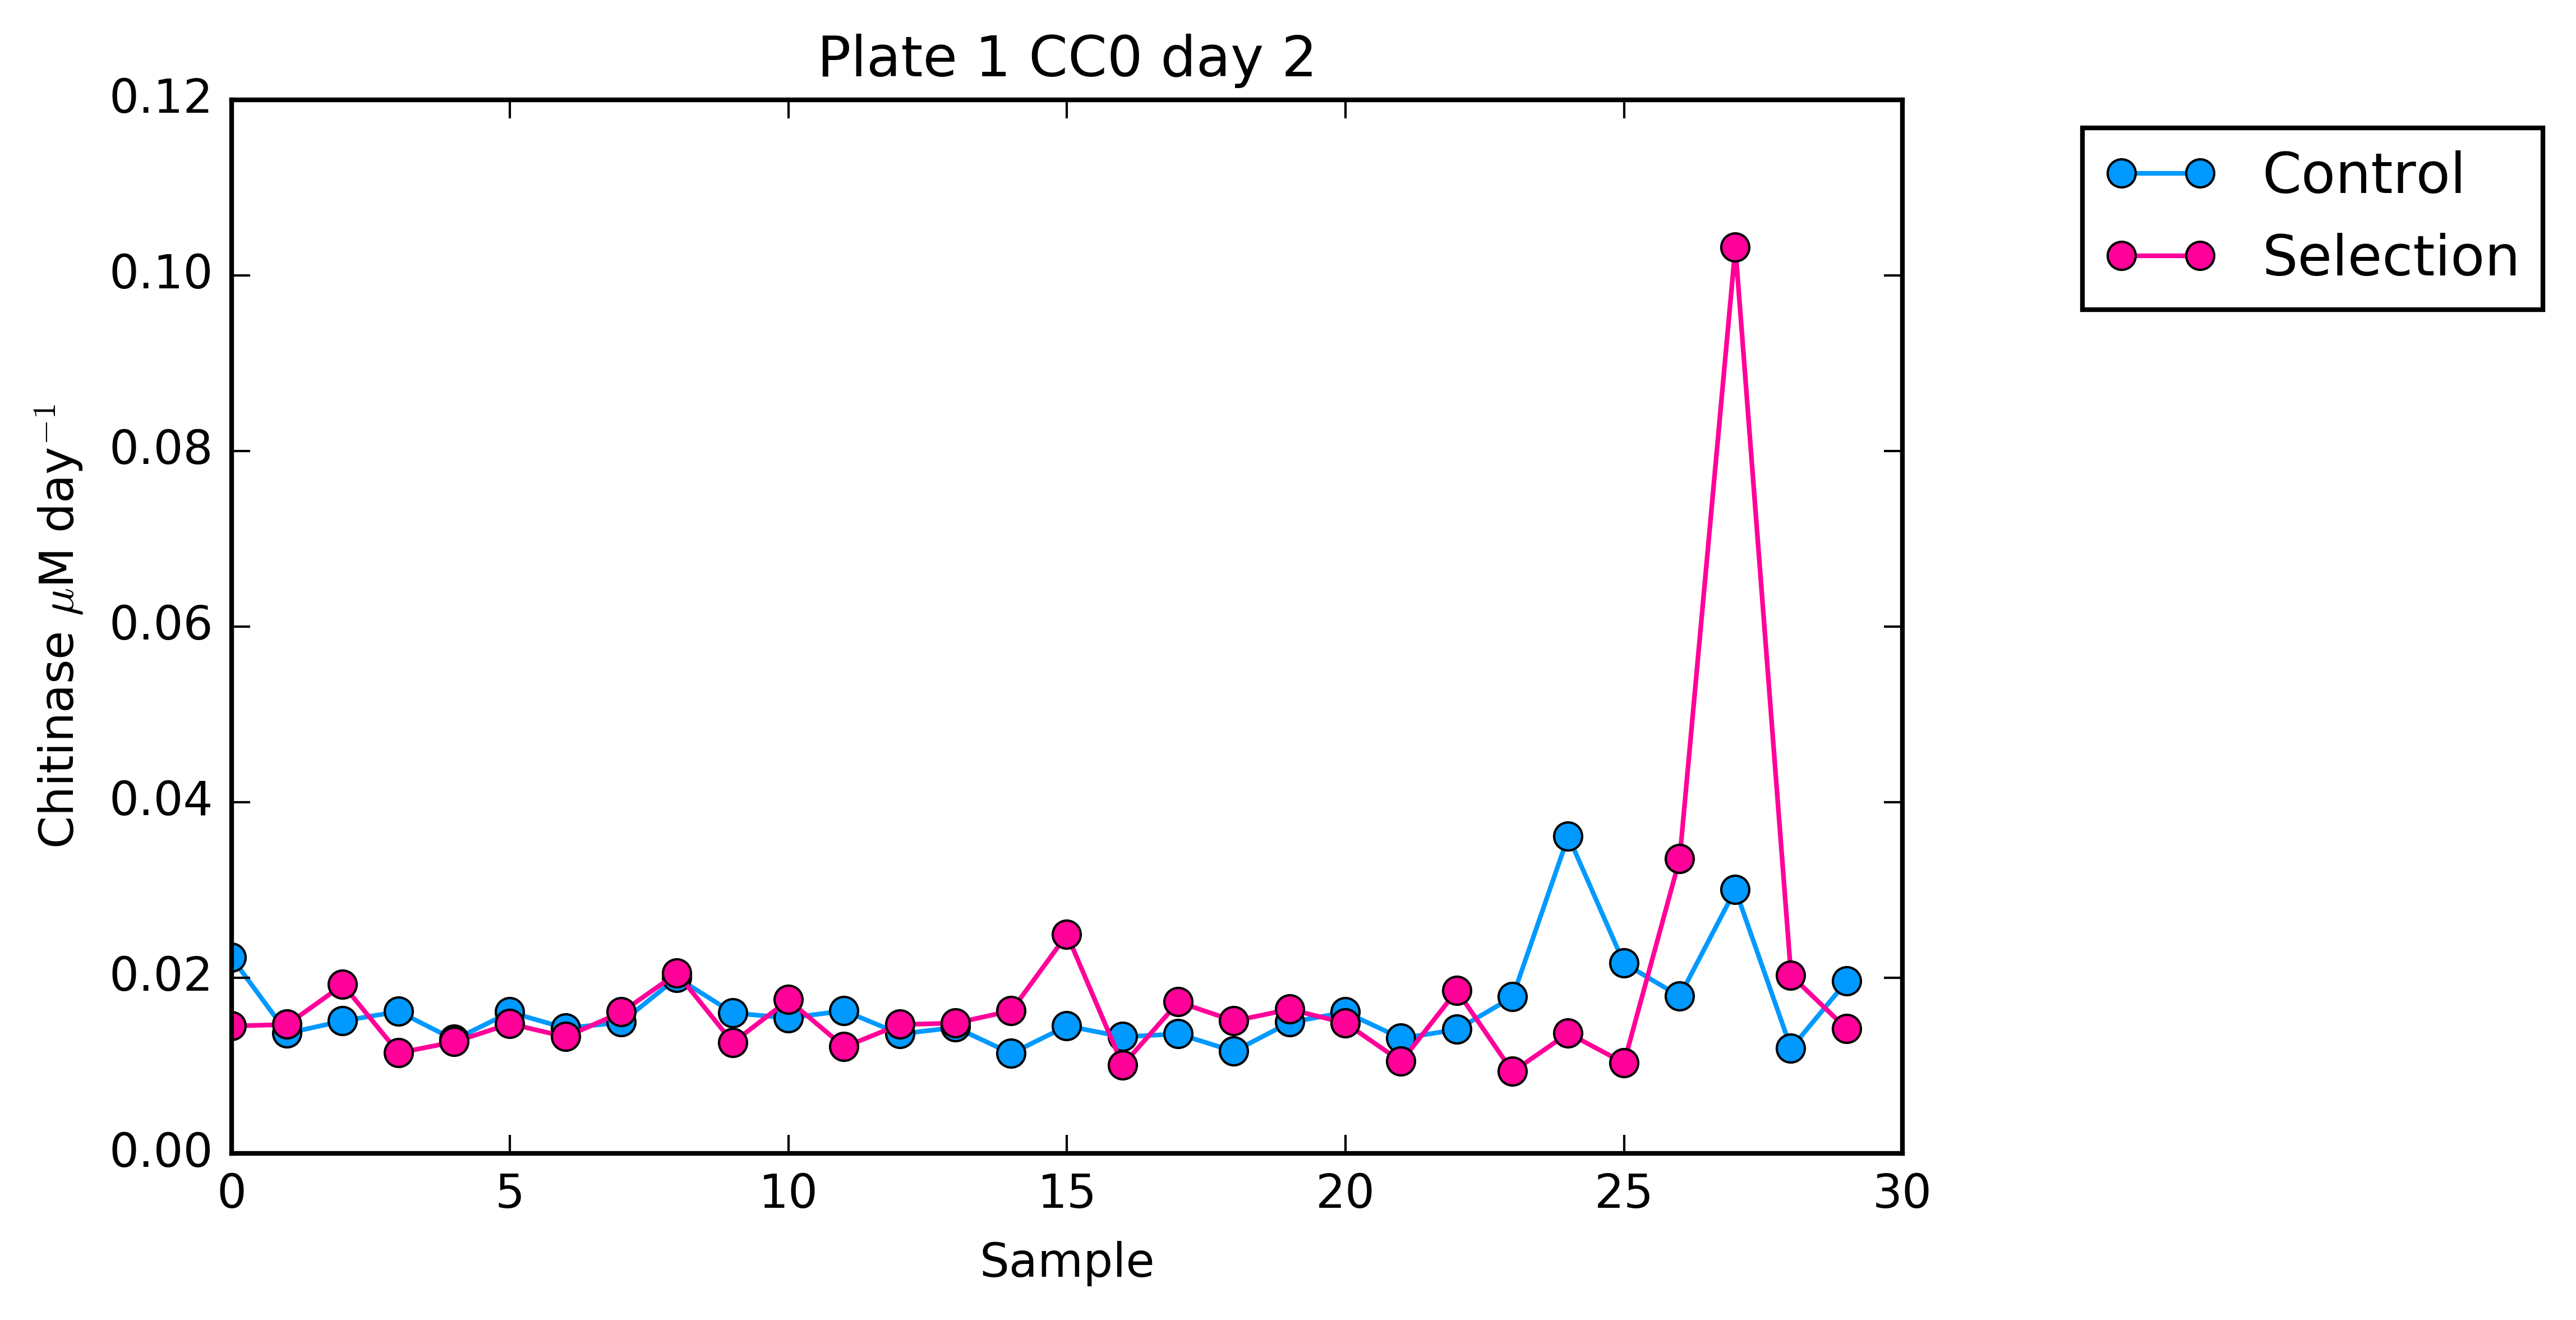 Plate 1 CC0 day 2
0.12
0.10
0.08
0.06
0.04
0.02
0.00
Chitinase μM day⁻¹
0 5 10 15 20 25 30
Sample
Control
Selection